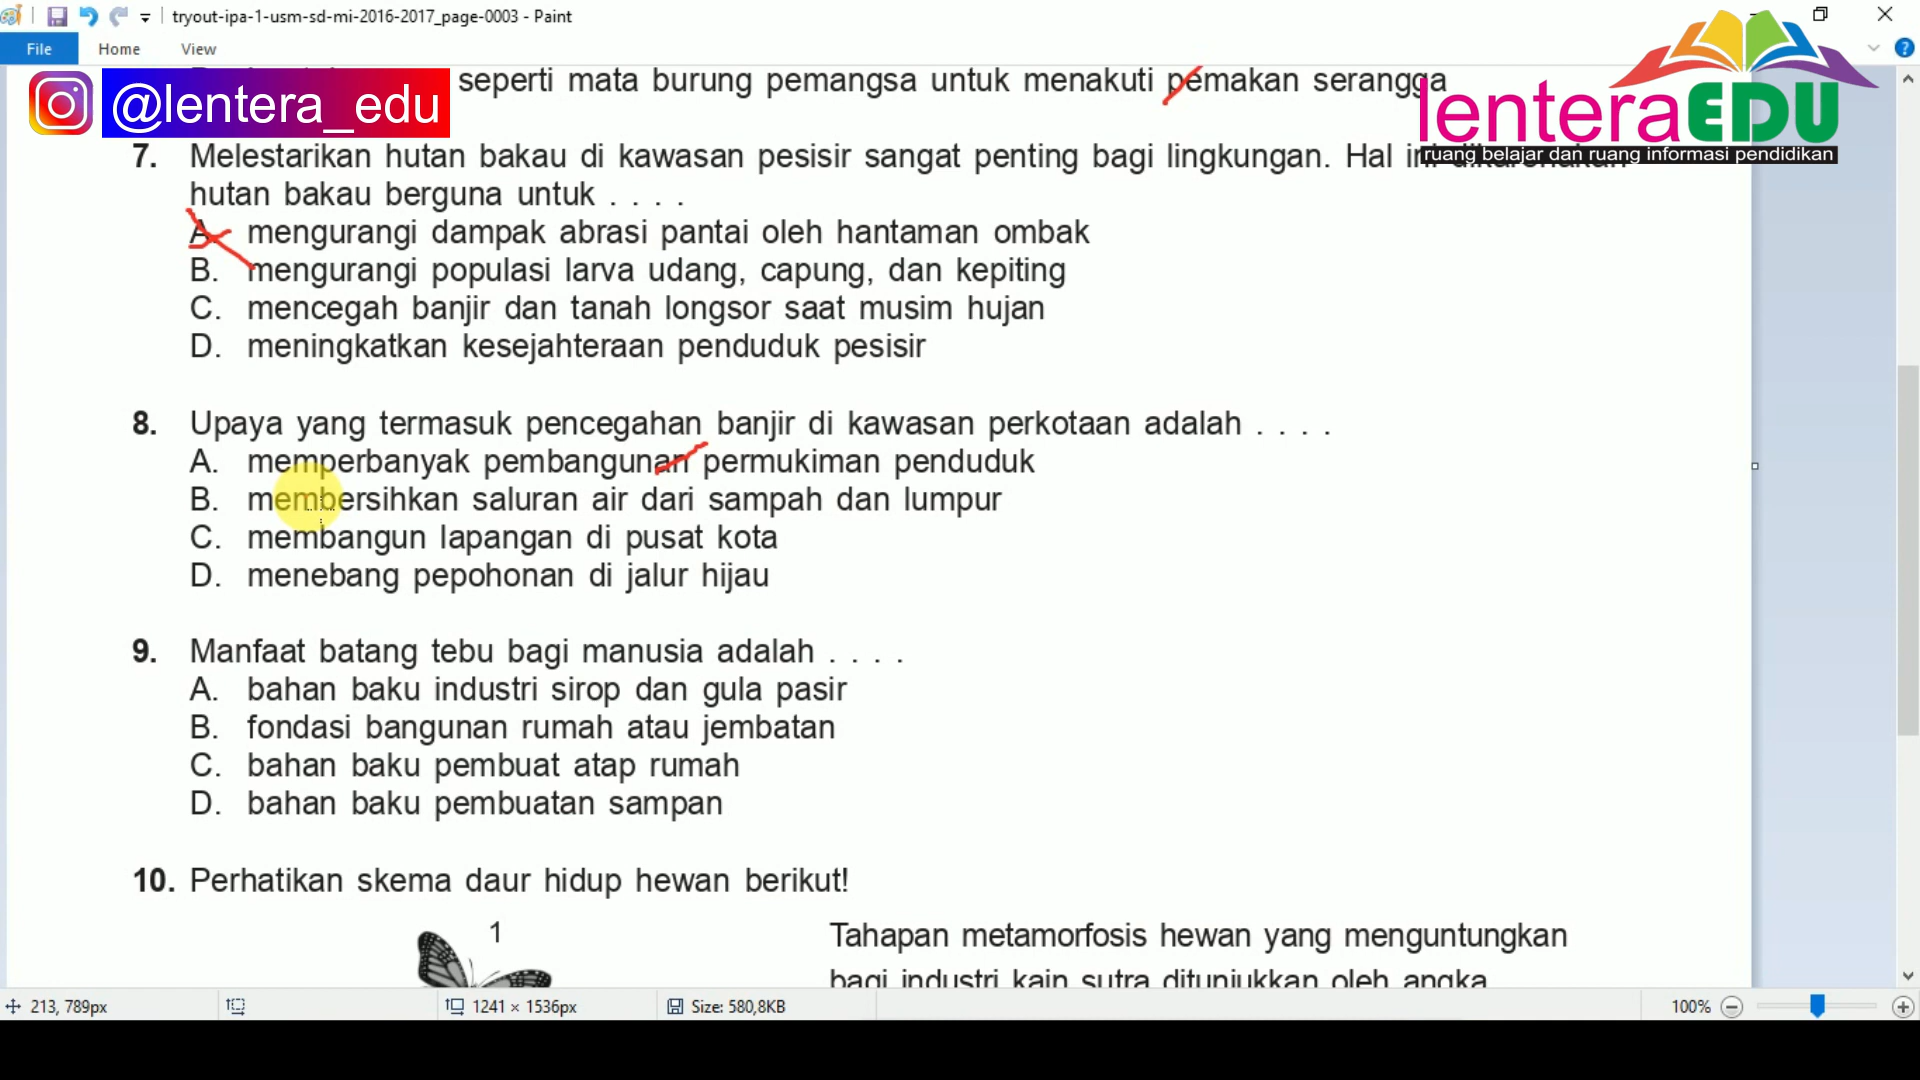 tryout-ipa-1-usm-sd-mi-2016-2017_page-0003 - Paint
File Home View
seperti mata burung pemangsa untuk menakuti pemakan serangga
@lentera_edu
lenteraEDU
ruang belajar dan ruang informasi pendidikan
7. Melestarikan hutan bakau di kawasan pesisir sangat penting bagi lingkungan. Hal ini dikarenakan
hutan bakau berguna untuk . . . .
A. mengurangi dampak abrasi pantai oleh hantaman ombak
B. mengurangi populasi larva udang, capung, dan kepiting
C. mencegah banjir dan tanah longsor saat musim hujan
D. meningkatkan kesejahteraan penduduk pesisir
8. Upaya yang termasuk pencegahan banjir di kawasan perkotaan adalah . . . .
A. memperbanyak pembangunan permukiman penduduk
B. membersihkan saluran air dari sampah dan lumpur
C. membangun lapangan di pusat kota
D. menebang pepohonan di jalur hijau
9. Manfaat batang tebu bagi manusia adalah . . . .
A. bahan baku industri sirop dan gula pasir
B. fondasi bangunan rumah atau jembatan
C. bahan baku pembuat atap rumah
D. bahan baku pembuatan sampan
10. Perhatikan skema daur hidup hewan berikut!
1
Tahapan metamorfosis hewan yang menguntungkan
bagi industri kain sutra ditunjukkan oleh angka
213, 789px 1241 × 1536px Size: 580,8KB 100%